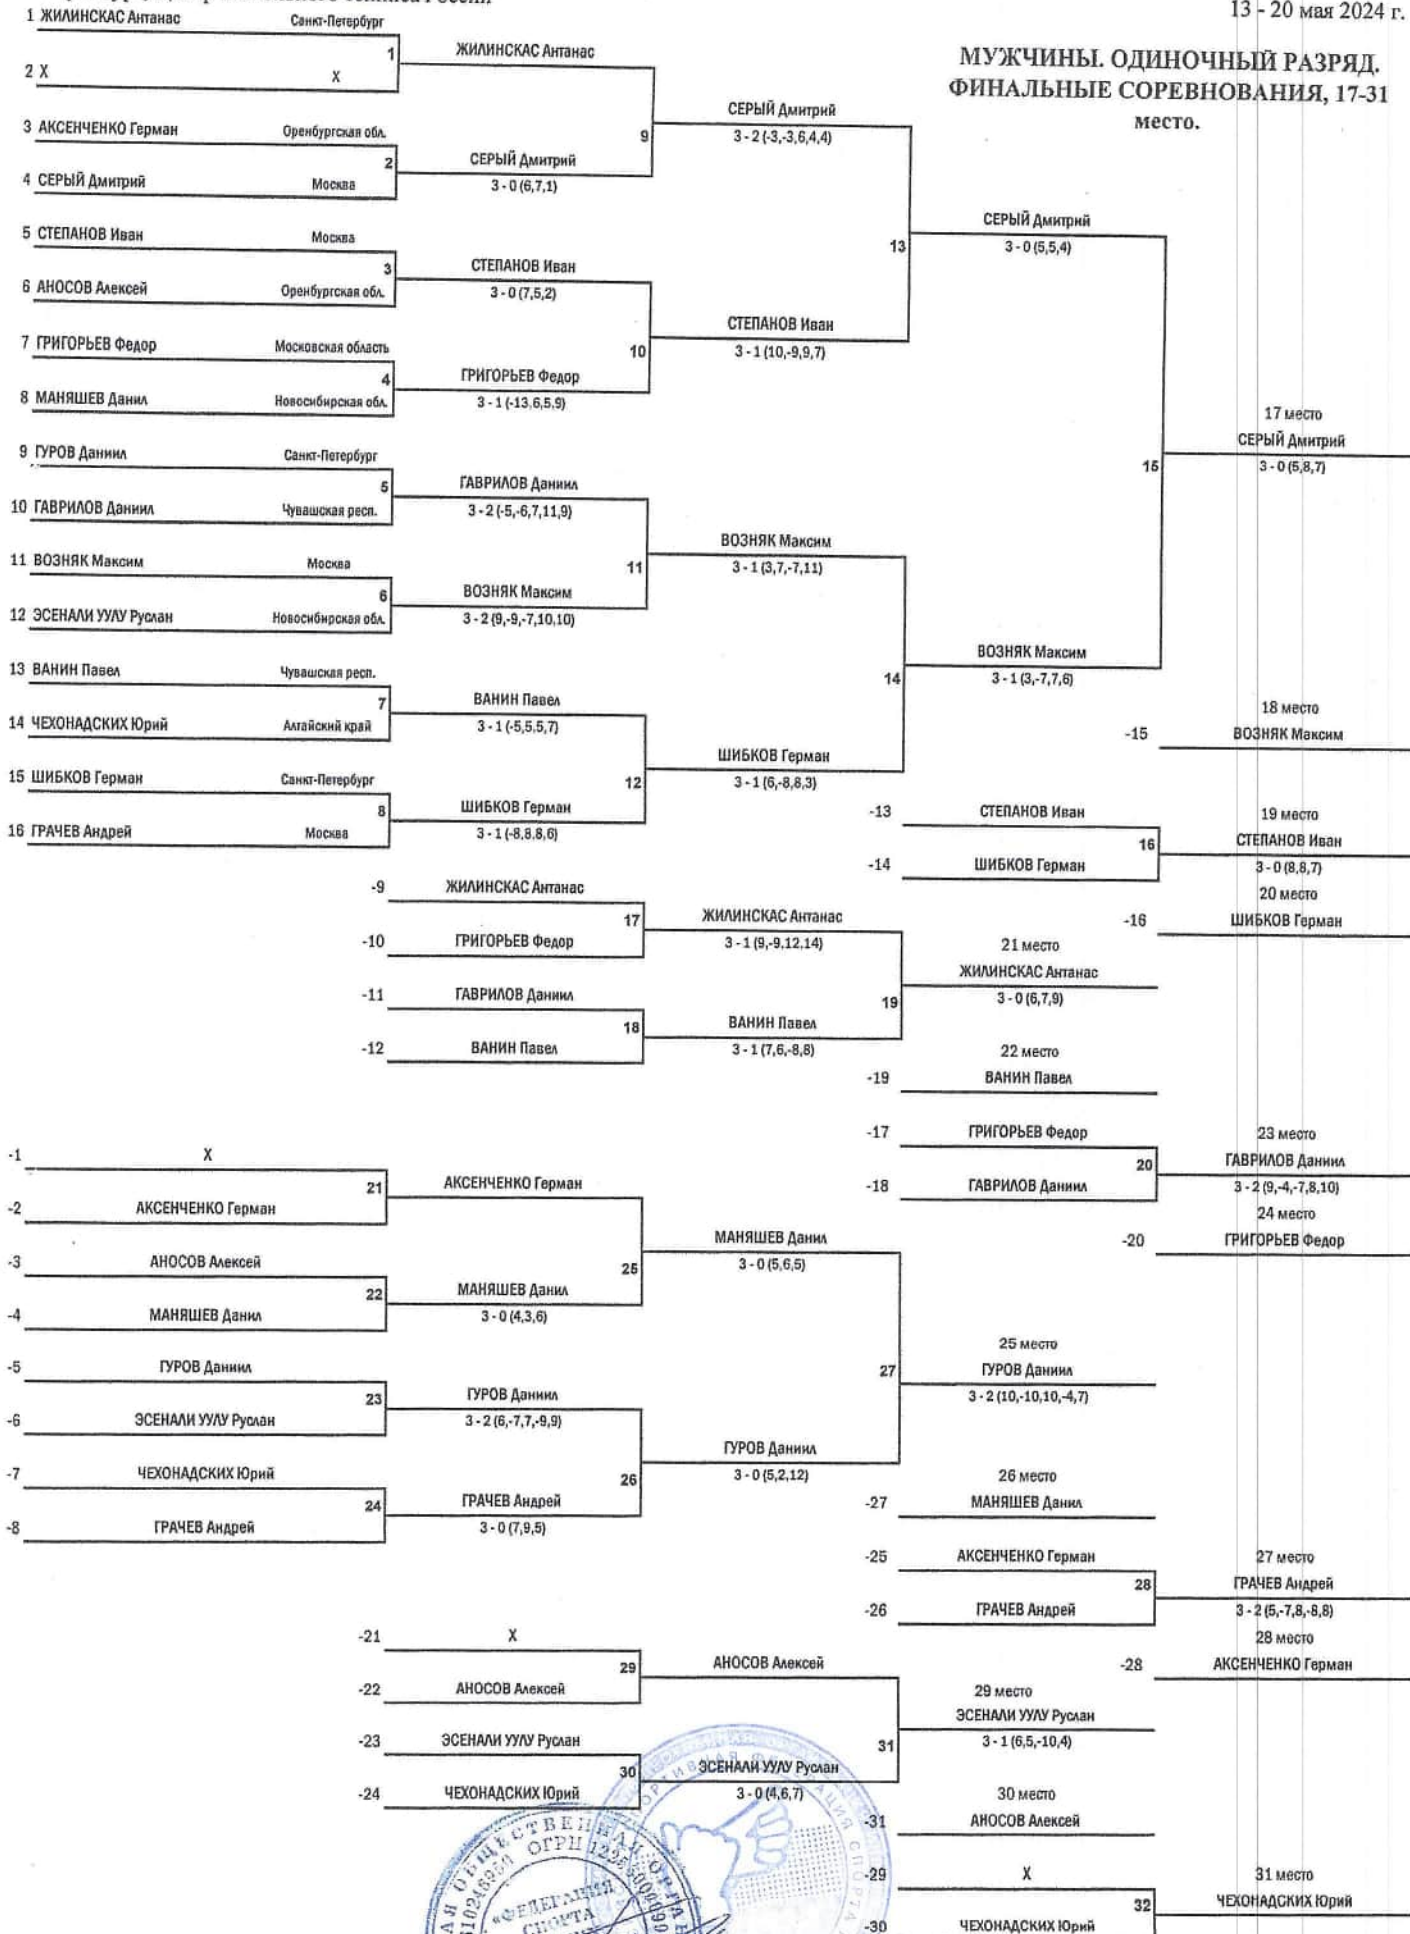 13 - 20 мая 2024 г.
МУЖЧИНЫ. ОДИНОЧНЫЙ РАЗРЯД.
ФИНАЛЬНЫЕ СОРЕВНОВАНИЯ, 17-31
место.
1 ЖИЛИНСКАС Антанас Санкт-Петербург
1 ЖИЛИНСКАС Антанас
2 X X
СЕРЫЙ Дмитрий
3 АКСЕНЧЕНКО Герман Оренбургская обл.
9 3 - 2 (-3,-3,6,4,4)
2 СЕРЫЙ Дмитрий
4 СЕРЫЙ Дмитрий Москва 3 - 0 (6,7,1)
СЕРЫЙ Дмитрий
5 СТЕПАНОВ Иван Москва
13 3 - 0 (5,5,4)
3 СТЕПАНОВ Иван
6 АНОСОВ Алексей Оренбургская обл. 3 - 0 (7,5,2)
СТЕПАНОВ Иван
7 ГРИГОРЬЕВ Федор Московская область
10 3 - 1 (10,-9,9,7)
4 ГРИГОРЬЕВ Федор
8 МАНЯШЕВ Данил Новосибирская обл. 3 - 1 (-13,6,5,9)
17 место
СЕРЫЙ Дмитрий
9 ГУРОВ Даниил Санкт-Петербург
15 3 - 0 (5,8,7)
5 ГАВРИЛОВ Даниил
10 ГАВРИЛОВ Даниил Чувашская респ. 3 - 2 (-5,-6,7,11,9)
ВОЗНЯК Максим
11 ВОЗНЯК Максим Москва
11 3 - 1 (3,7,-7,11)
6 ВОЗНЯК Максим
12 ЭСЕНАЛИ УУЛУ Руслан Новосибирская обл. 3 - 2 (9,-9,-7,10,10)
ВОЗНЯК Максим
13 ВАНИН Павел Чувашская респ.
14 3 - 1 (3,-7,7,6)
7 ВАНИН Павел
14 ЧЕХОНАДСКИХ Юрий Алтайский край 3 - 1 (-5,5,5,7)
18 место
-15 ВОЗНЯК Максим
ШИБКОВ Герман
15 ШИБКОВ Герман Санкт-Петербург
12 3 - 1 (6,-8,8,3)
8 ШИБКОВ Герман
16 ГРАЧЕВ Андрей Москва 3 - 1 (-8,8,8,6)
-13 СТЕПАНОВ Иван 19 место
16 СТЕПАНОВ Иван
-14 ШИБКОВ Герман 3 - 0 (8,8,7)
20 место
-16 ШИБКОВ Герман
-9 ЖИЛИНСКАС Антанас
17 ЖИЛИНСКАС Антанас
-10 ГРИГОРЬЕВ Федор 3 - 1 (9,-9,12,14)
21 место
ЖИЛИНСКАС Антанас
-11 ГАВРИЛОВ Даниил 19 3 - 0 (6,7,9)
18 ВАНИН Павел
-12 ВАНИН Павел 3 - 1 (7,6,-8,8)
22 место
-19 ВАНИН Павел
-17 ГРИГОРЬЕВ Федор 23 место
20 ГАВРИЛОВ Даниил
-18 ГАВРИЛОВ Даниил 3 - 2 (9,-4,-7,8,10)
24 место
-20 ГРИГОРЬЕВ Федор
-1 X
21 АКСЕНЧЕНКО Герман
-2 АКСЕНЧЕНКО Герман
МАНЯШЕВ Данил
-3 АНОСОВ Алексей 25 3 - 0 (5,6,5)
22 МАНЯШЕВ Данил
-4 МАНЯШЕВ Данил 3 - 0 (4,3,6)
25 место
-5 ГУРОВ Даниил 27 ГУРОВ Даниил
23 ГУРОВ Даниил 3 - 2 (10,-10,10,-4,7)
-6 ЭСЕНАЛИ УУЛУ Руслан 3 - 2 (6,-7,7,-9,9)
ГУРОВ Даниил
-7 ЧЕХОНАДСКИХ Юрий 26 3 - 0 (5,2,12)
24 ГРАЧЕВ Андрей
-8 ГРАЧЕВ Андрей 3 - 0 (7,9,5)
26 место
-27 МАНЯШЕВ Данил
-25 АКСЕНЧЕНКО Герман 27 место
28 ГРАЧЕВ Андрей
-26 ГРАЧЕВ Андрей 3 - 2 (5,-7,8,-8,8)
28 место
-28 АКСЕНЧЕНКО Герман
-21 X
29 АНОСОВ Алексей
-22 АНОСОВ Алексей
29 место
ЭСЕНАЛИ УУЛУ Руслан
-23 ЭСЕНАЛИ УУЛУ Руслан 31 3 - 1 (6,5,-10,4)
30 ЭСЕНАЛИ УУЛУ Руслан
-24 ЧЕХОНАДСКИХ Юрий 3 - 0 (4,6,7)
30 место
-31 АНОСОВ Алексей
-29 X 31 место
32 ЧЕХОНАДСКИХ Юрий
-30 ЧЕХОНАДСКИХ Юрий
«ФЕДЕРАЦИЯ
СПОРТА